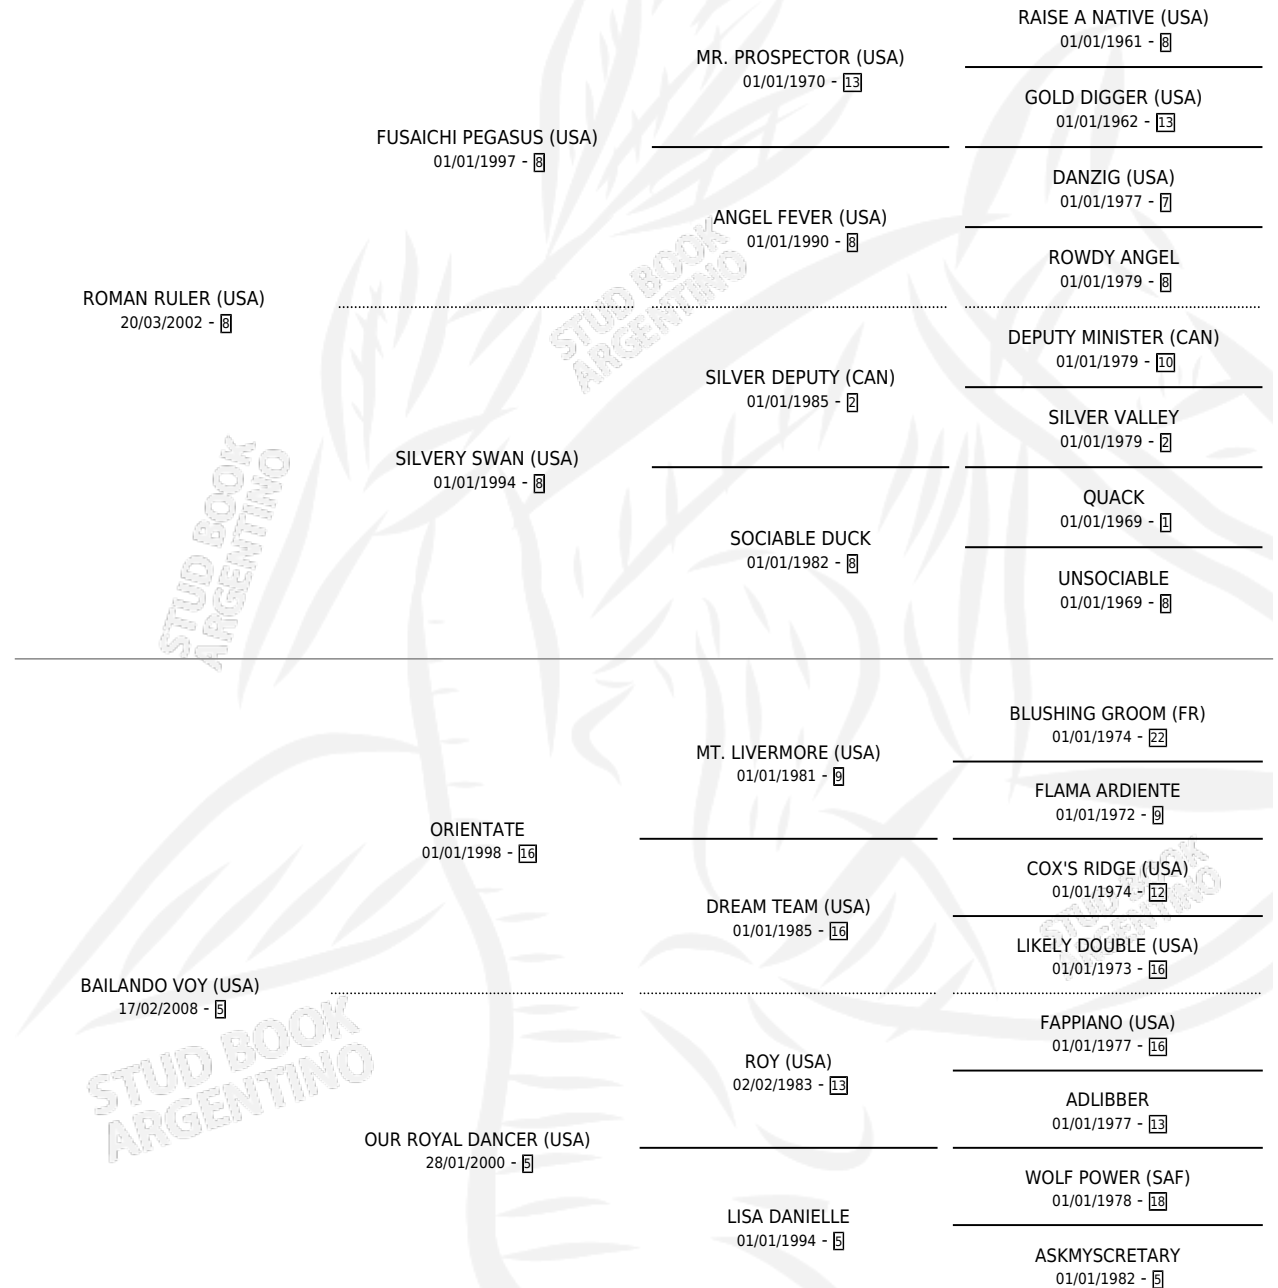 RAISE A NATIVE (USA)
01/01/1961 - 8
MR. PROSPECTOR (USA)
01/01/1970 - 13
GOLD DIGGER (USA)
01/01/1962 - 13
FUSAICHI PEGASUS (USA)
01/01/1997 - 8
DANZIG (USA)
01/01/1977 - 7
ANGEL FEVER (USA)
01/01/1990 - 8
ROWDY ANGEL
01/01/1979 - 8
ROMAN RULER (USA)
20/03/2002 - 8
STUD BOOK
ARGENTINO
DEPUTY MINISTER (CAN)
01/01/1979 - 10
SILVER DEPUTY (CAN)
01/01/1985 - 2
SILVER VALLEY
01/01/1979 - 2
SILVERY SWAN (USA)
01/01/1994 - 8
QUACK
01/01/1969 - 1
SOCIABLE DUCK
01/01/1982 - 8
UNSOCIABLE
01/01/1969 - 8
STUD BOOK
ARGENTINO
BLUSHING GROOM (FR)
01/01/1974 - 22
MT. LIVERMORE (USA)
01/01/1981 - 9
FLAMA ARDIENTE
01/01/1972 - 9
ORIENTATE
01/01/1998 - 16
COX'S RIDGE (USA)
01/01/1974 - 12
DREAM TEAM (USA)
01/01/1985 - 16
LIKELY DOUBLE (USA)
01/01/1973 - 16
STUD BOOK
ARGENTINO
BAILANDO VOY (USA)
17/02/2008 - 5
STUD BOOK
ARGENTINO
FAPPIANO (USA)
01/01/1977 - 16
ROY (USA)
02/02/1983 - 13
ADLIBBER
01/01/1977 - 13
OUR ROYAL DANCER (USA)
28/01/2000 - 5
WOLF POWER (SAF)
01/01/1978 - 18
LISA DANIELLE
01/01/1994 - 5
ASKMYSCRETARY
01/01/1982 - 5